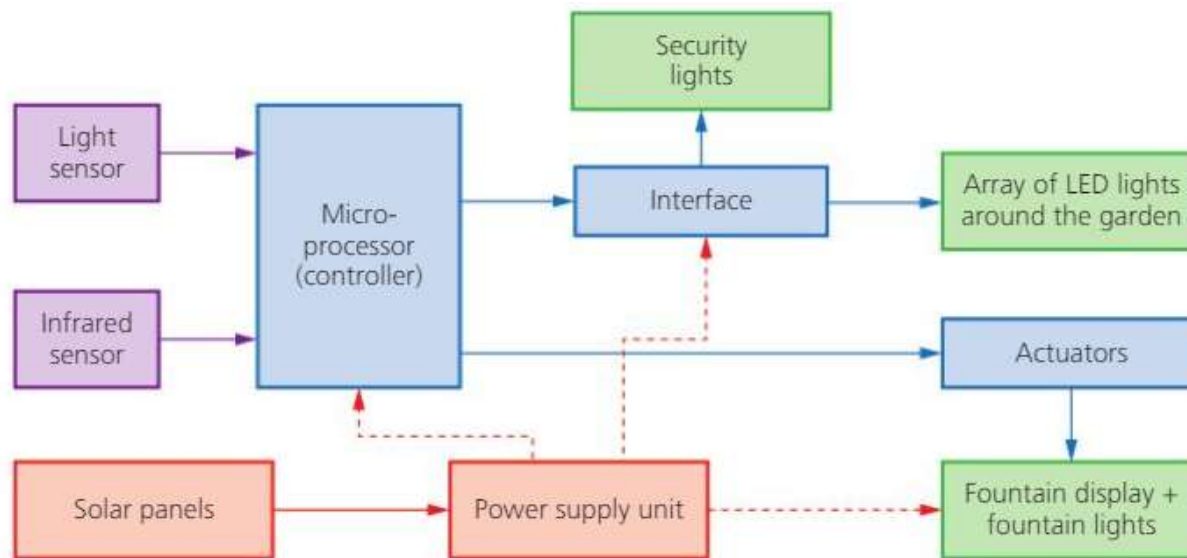 Security
lights
Light
sensor
Micro-
processor
(controller)
Interface
Array of LED lights
around the garden
Infrared
sensor
Actuators
Solar panels
Power supply unit
Fountain display +
fountain lights